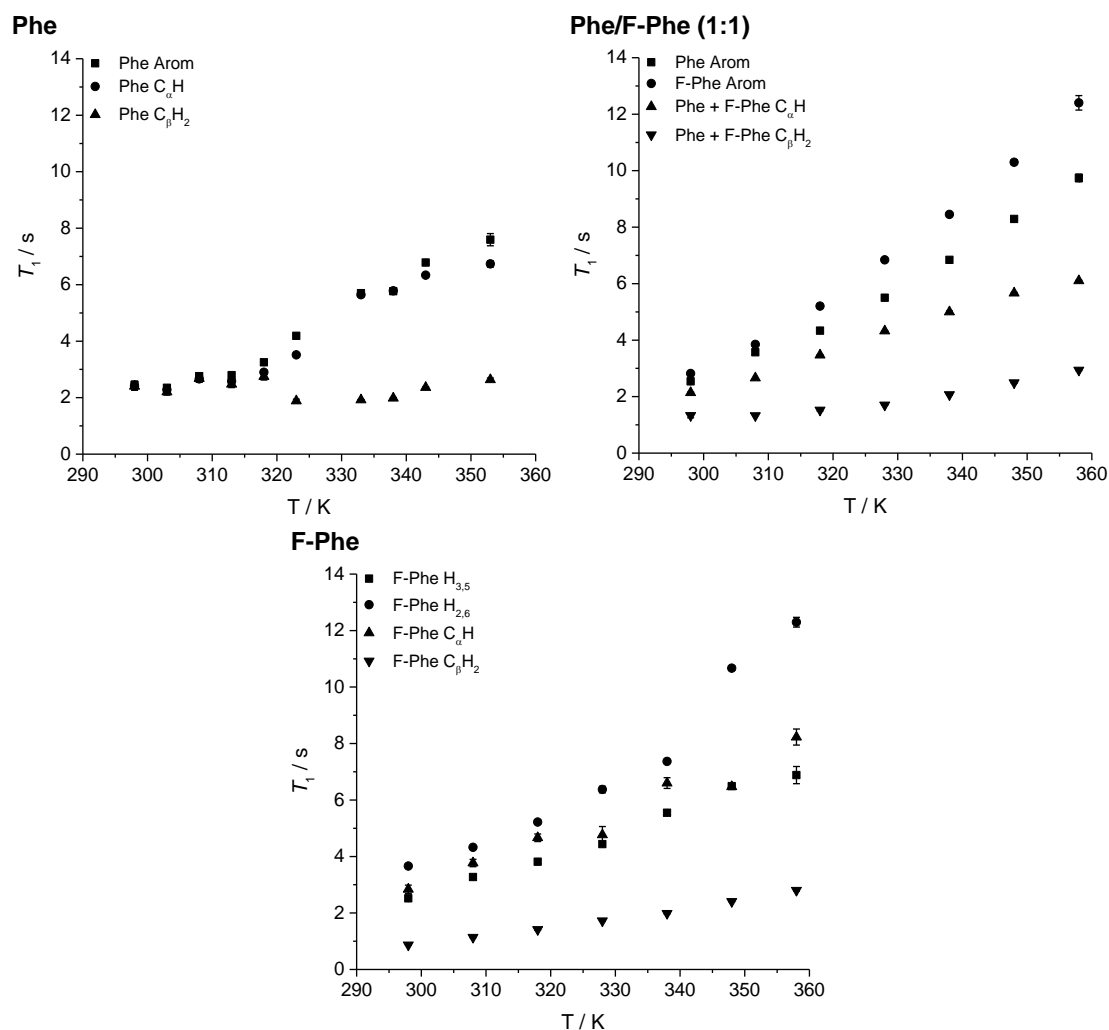 Phe
14
12
10
8
6
4
2
0
T₁ / s
■ Phe Arom
● Phe CαH
▲ Phe CβH₂
290 300 310 320 330 340 350 360
T / K
Phe/F-Phe (1:1)
14
12
10
8
6
4
2
0
T₁ / s
■ Phe Arom
● F-Phe Arom
▲ Phe + F-Phe CαH
▼ Phe + F-Phe CβH₂
290 300 310 320 330 340 350 360
T / K
F-Phe
14
12
10
8
6
4
2
0
T₁ / s
■ F-Phe H₃,₅
● F-Phe H₂,₆
▲ F-Phe CαH
▼ F-Phe CβH₂
290 300 310 320 330 340 350 360
T / K